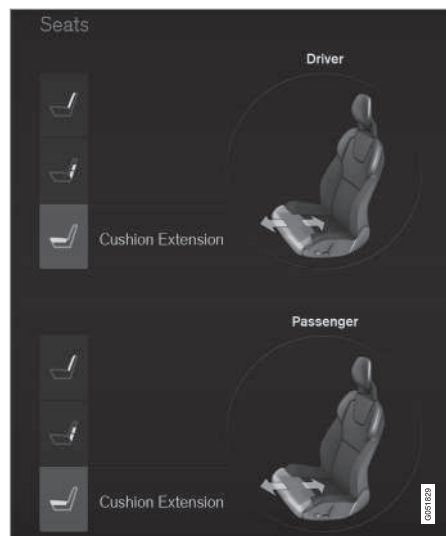 Seats
Driver
Cushion Extension
Passenger
Cushion Extension
G051829